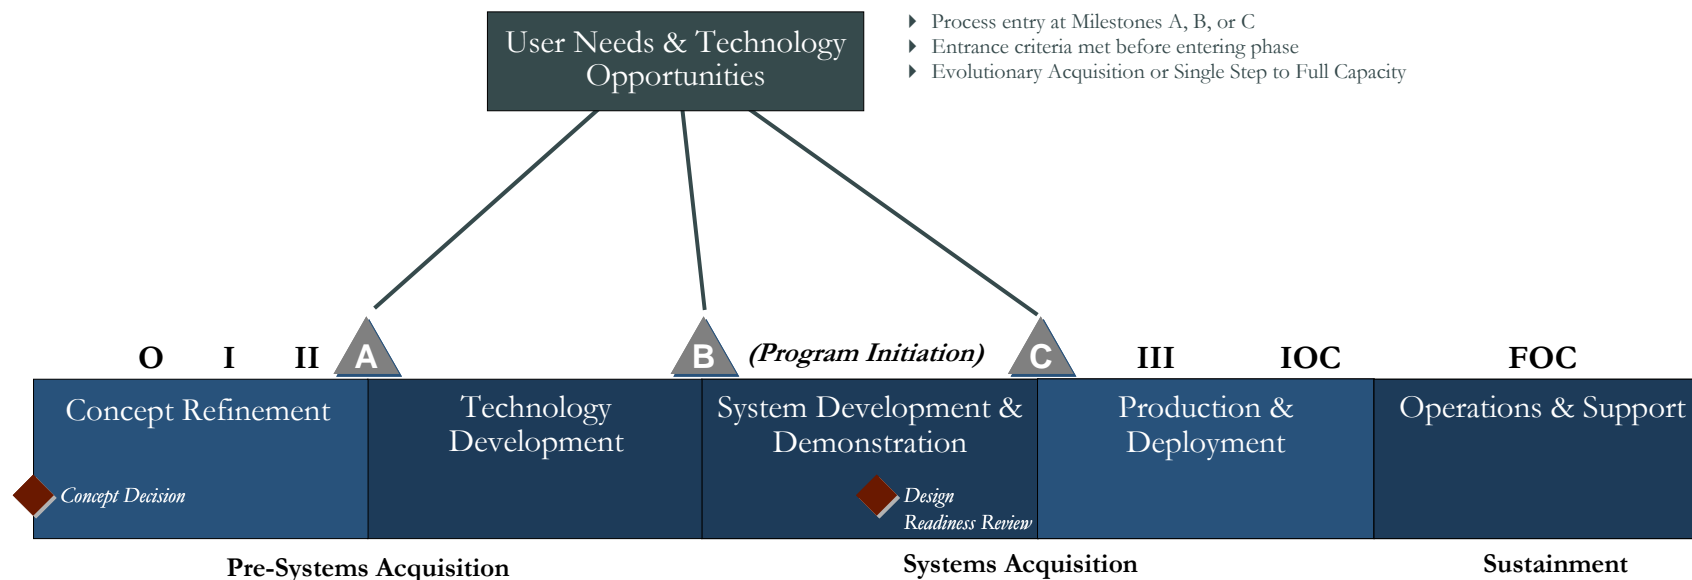 User Needs & Technology
Opportunities
Process entry at Milestones A, B, or C
Entrance criteria met before entering phase
Evolutionary Acquisition or Single Step to Full Capacity
O I II A B (Program Initiation) C III IOC FOC
Concept Refinement
Technology
Development
System Development &
Demonstration
Production &
Deployment
Operations & Support
Concept Decision
Design
Readiness Review
Pre-Systems Acquisition
Systems Acquisition
Sustainment